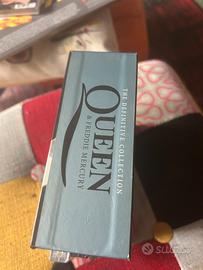 THE DEFINITIVE COLLECTION
QUEEN
& FREDDIE MERCURY
SUBITO